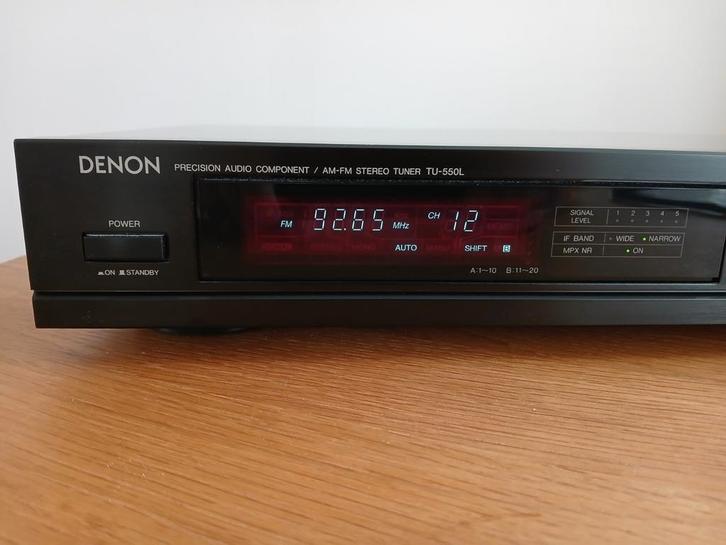 DENON PRECISION AUDIO COMPONENT / AM-FM STEREO TUNER TU-550L
POWER
ON STANDBY
FM 92.65 MHz CH 12
AUTO SHIFT B
A:1~10 B:11~20
SIGNAL LEVEL 1 2 3 4 5
IF BAND WIDE NARROW
MPX NR ON